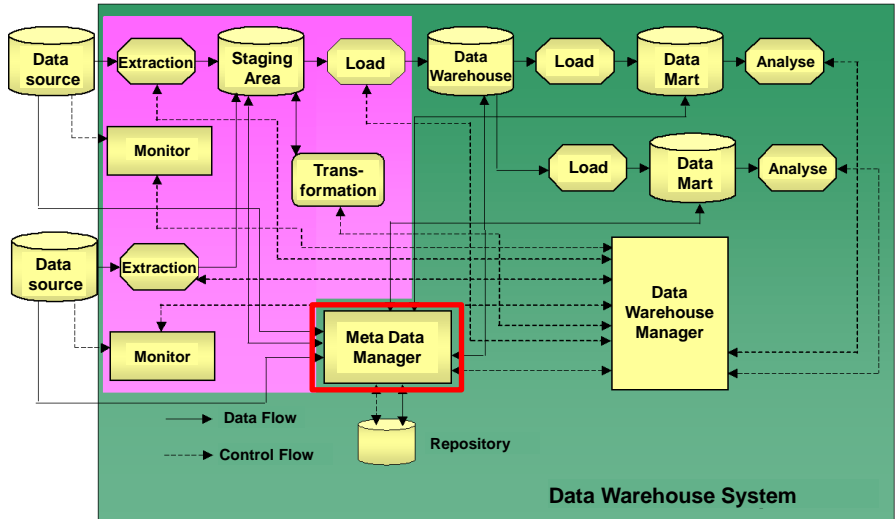 Data
source
Extraction
Staging
Area
Load
Data
Warehouse
Load
Data
Mart
Analyse
Monitor
Trans-
formation
Load
Data
Mart
Analyse
Data
source
Extraction
Monitor
Meta Data
Manager
Data
Warehouse
Manager
Data Flow
Control Flow
Repository
Data Warehouse System